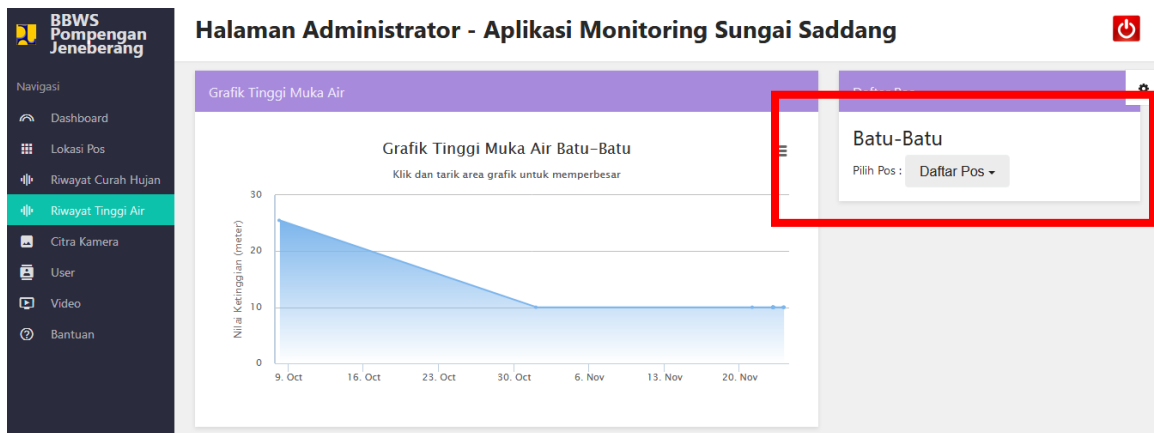 BBWS
Pompengan
Jeneberang
Halaman Administrator - Aplikasi Monitoring Sungai Saddang
Navigasi
Dashboard
Lokasi Pos
Riwayat Curah Hujan
Riwayat Tinggi Air
Citra Kamera
User
Video
Bantuan
Grafik Tinggi Muka Air
Grafik Tinggi Muka Air Batu-Batu
Klik dan tarik area grafik untuk memperbesar
Nilai Ketinggian (meter)
30
20
10
0
9. Oct
16. Oct
23. Oct
30. Oct
6. Nov
13. Nov
20. Nov
Daftar Pos
Batu-Batu
Pilih Pos : Daftar Pos